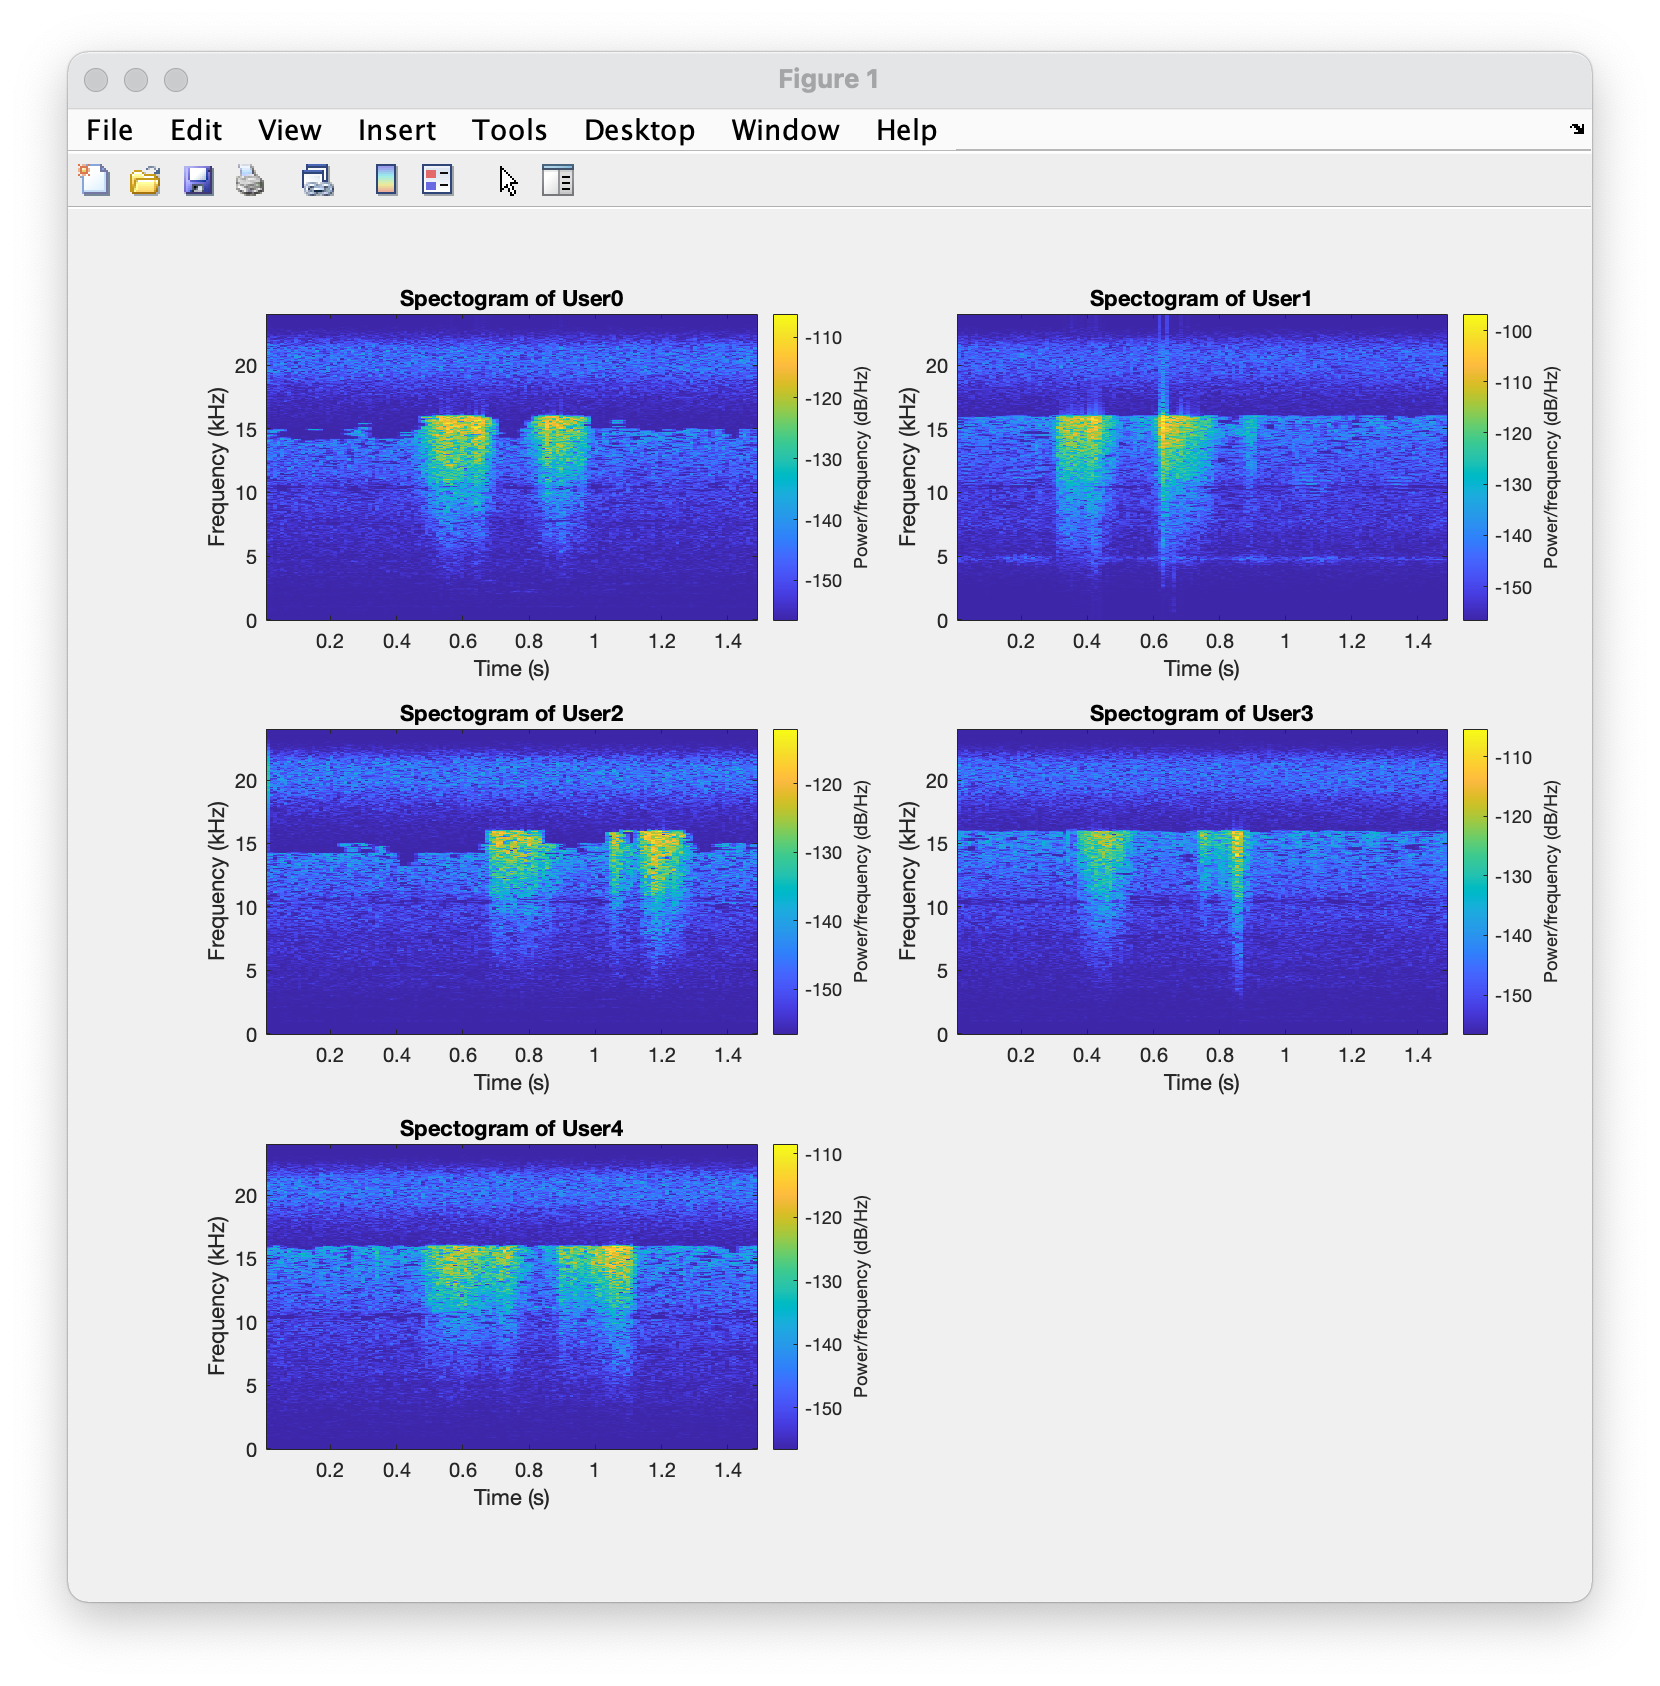 Figure 1
File Edit View Insert Tools Desktop Window Help
Spectogram of User0
20
15
10
5
0
0.2 0.4 0.6 0.8 1 1.2 1.4
Time (s)
Frequency (kHz)
-110
-120
-130
-140
-150
Power/frequency (dB/Hz)
Spectogram of User1
20
15
10
5
0
0.2 0.4 0.6 0.8 1 1.2 1.4
Time (s)
Frequency (kHz)
-100
-110
-120
-130
-140
-150
Power/frequency (dB/Hz)
Spectogram of User2
20
15
10
5
0
0.2 0.4 0.6 0.8 1 1.2 1.4
Time (s)
Frequency (kHz)
-120
-130
-140
-150
Power/frequency (dB/Hz)
Spectogram of User3
20
15
10
5
0
0.2 0.4 0.6 0.8 1 1.2 1.4
Time (s)
Frequency (kHz)
-110
-120
-130
-140
-150
Power/frequency (dB/Hz)
Spectogram of User4
20
15
10
5
0
0.2 0.4 0.6 0.8 1 1.2 1.4
Time (s)
Frequency (kHz)
-110
-120
-130
-140
-150
Power/frequency (dB/Hz)